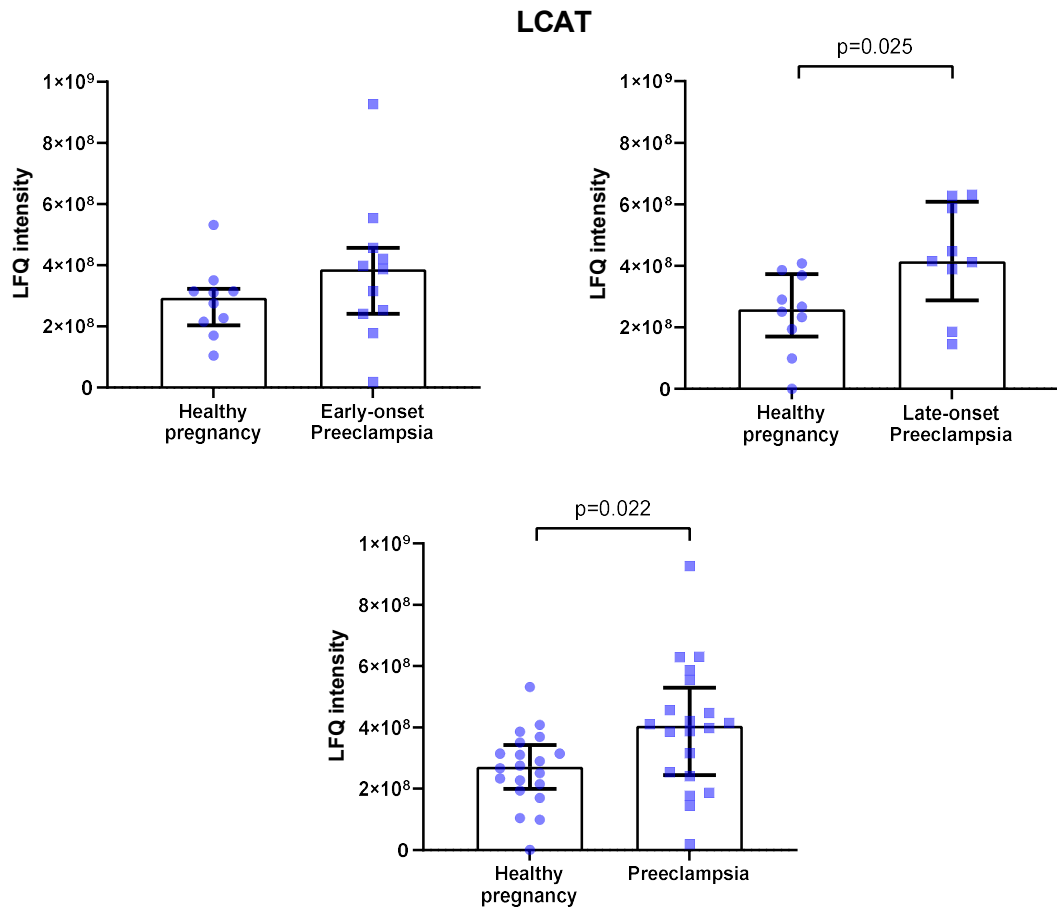 LCAT
LFQ intensity
1×10⁹
8×10⁸
6×10⁸
4×10⁸
2×10⁸
0
Healthy
pregnancy
Early-onset
Preeclampsia
p=0.025
LFQ intensity
1×10⁹
8×10⁸
6×10⁸
4×10⁸
2×10⁸
0
Healthy
pregnancy
Late-onset
Preeclampsia
p=0.022
LFQ intensity
1×10⁹
8×10⁸
6×10⁸
4×10⁸
2×10⁸
0
Healthy
pregnancy
Preeclampsia